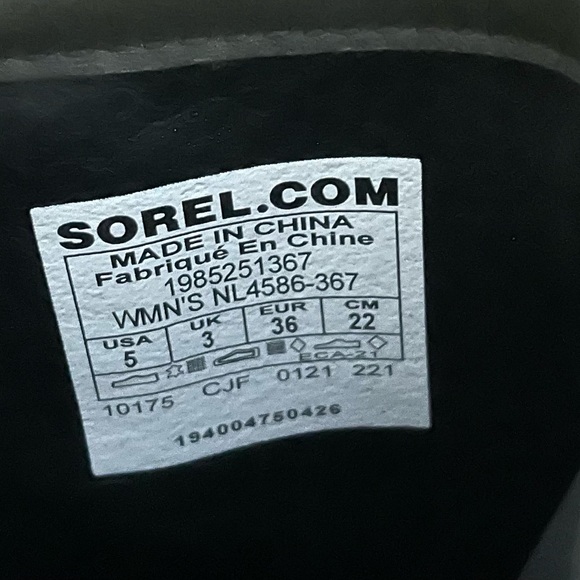 SOREL.COM
MADE IN CHINA
Fabriqué En Chine
1985251367
WMN'S NL4586-367
USA UK EUR CM
5 3 36 22
ECA-21
10175 CJF 0121 221
194004750426